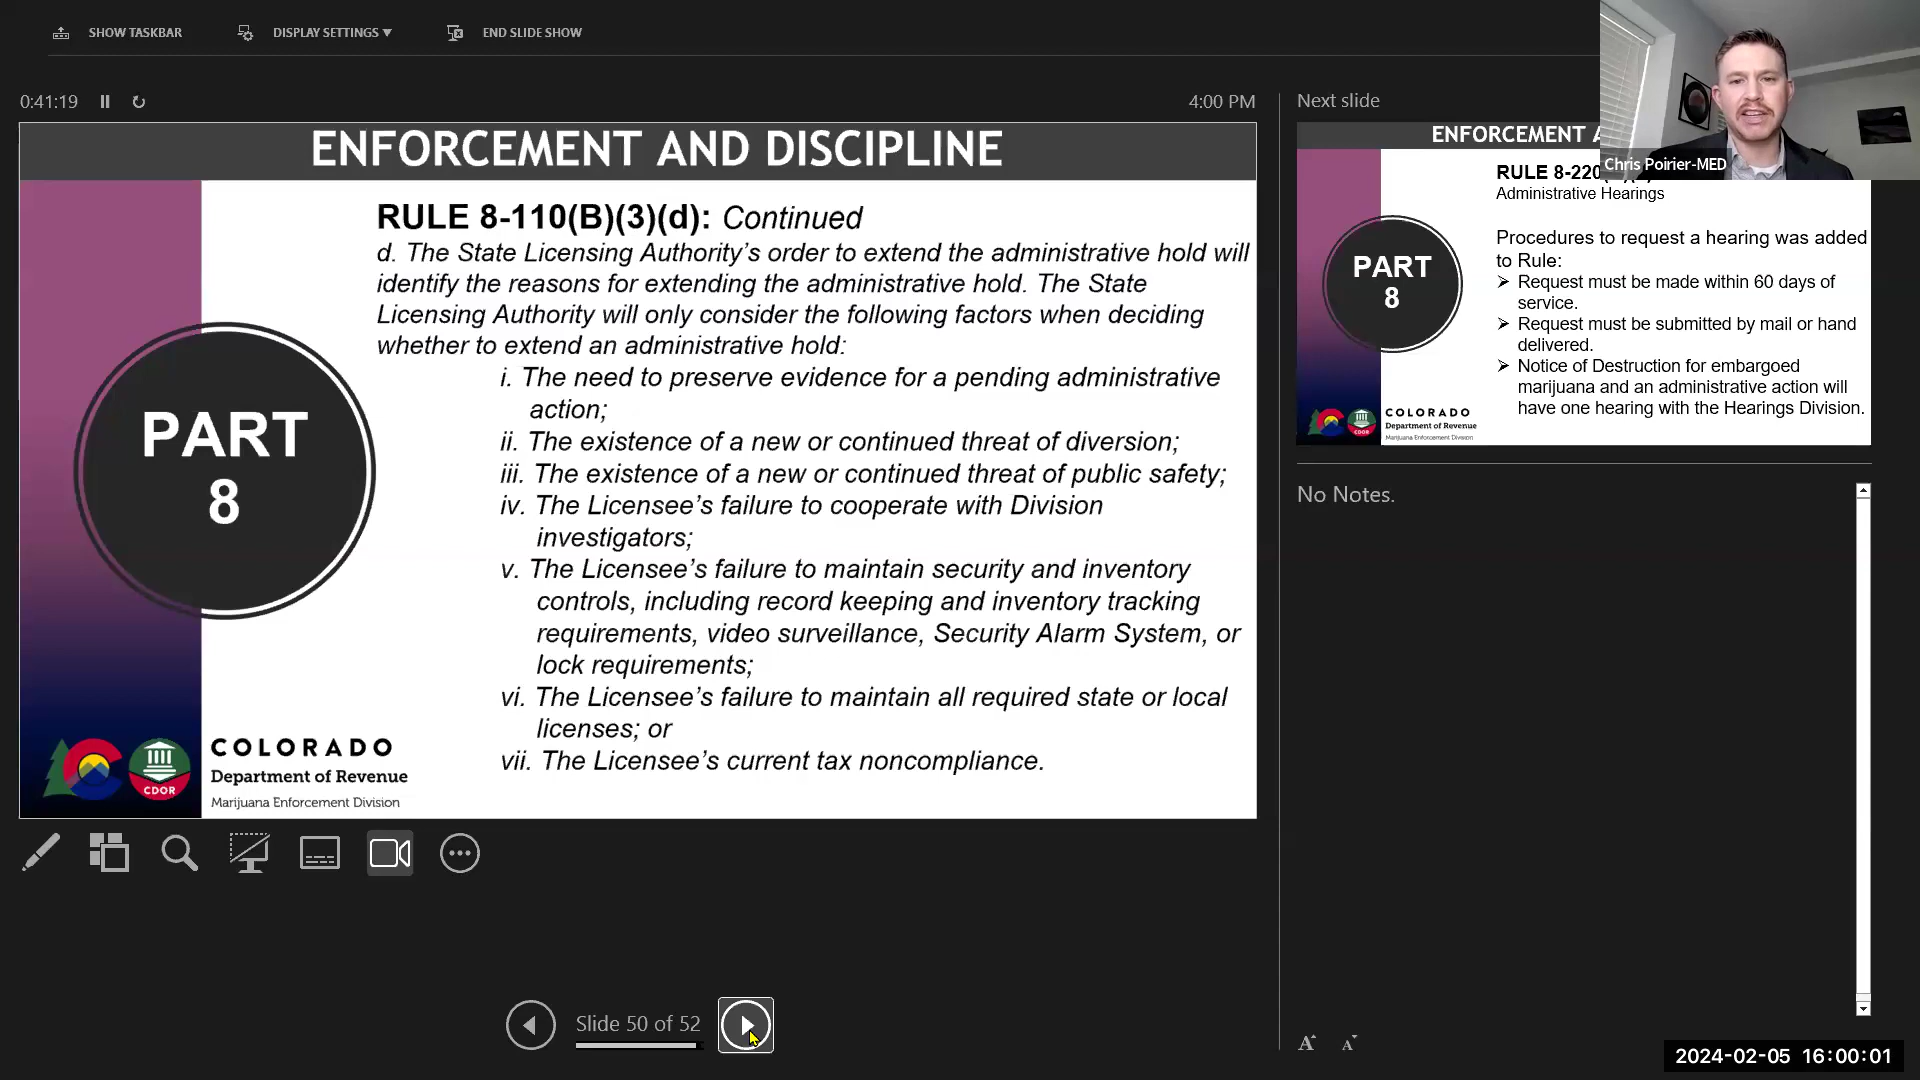 SHOW TASKBAR
DISPLAY SETTINGS ▼
END SLIDE SHOW
0:41:19
4:00 PM
ENFORCEMENT AND DISCIPLINE
RULE 8-110(B)(3)(d): Continued
d. The State Licensing Authority’s order to extend the administrative hold will
identify the reasons for extending the administrative hold. The State
Licensing Authority will only consider the following factors when deciding
whether to extend an administrative hold:
i. The need to preserve evidence for a pending administrative
action;
ii. The existence of a new or continued threat of diversion;
iii. The existence of a new or continued threat of public safety;
iv. The Licensee’s failure to cooperate with Division
investigators;
v. The Licensee’s failure to maintain security and inventory
controls, including record keeping and inventory tracking
requirements, video surveillance, Security Alarm System, or
lock requirements;
vi. The Licensee’s failure to maintain all required state or local
licenses; or
vii. The Licensee’s current tax noncompliance.
PART
8
CDOR
COLORADO
Department of Revenue
Marijuana Enforcement Division
Slide 50 of 52
Next slide
ENFORCEMENT
RULE 8-220
Administrative Hearings
Procedures to request a hearing was added
to Rule:
➢ Request must be made within 60 days of
service.
➢ Request must be submitted by mail or hand
delivered.
➢ Notice of Destruction for embargoed
marijuana and an administrative action will
have one hearing with the Hearings Division.
PART
8
CDOR
COLORADO
Department of Revenue
Marijuana Enforcement Division
Chris Poirier-MED
No Notes.
A
A
2024-02-05 16:00:01